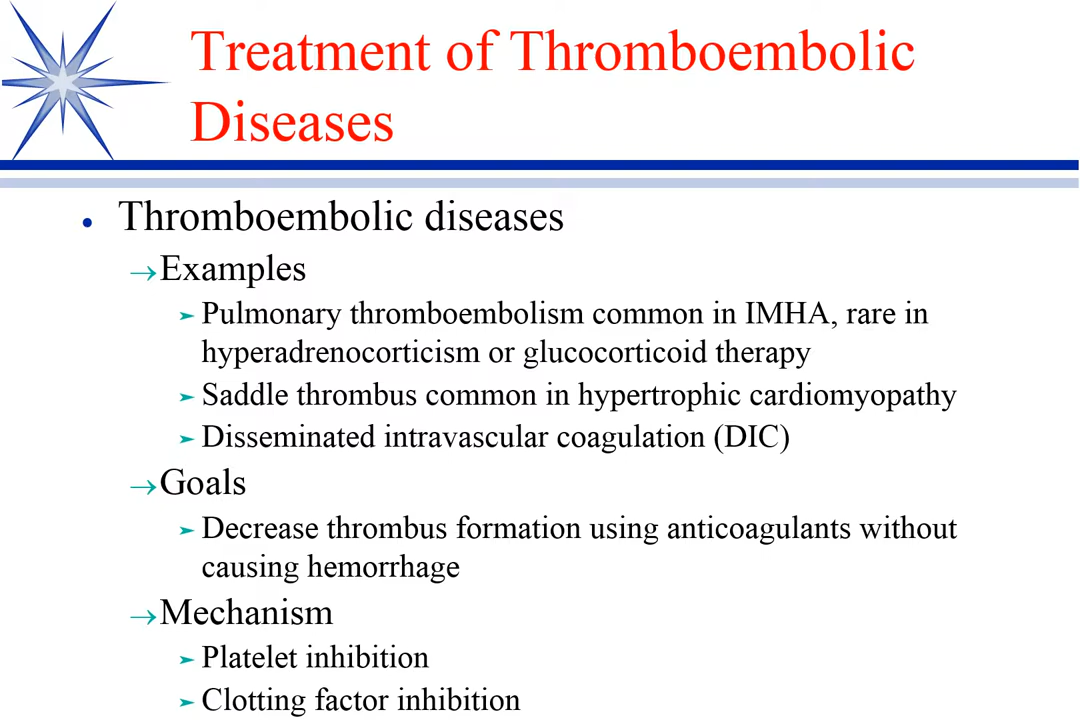 Treatment of Thromboembolic
Diseases
• Thromboembolic diseases
→Examples
➢ Pulmonary thromboembolism common in IMHA, rare in
hyperadrenocorticism or glucocorticoid therapy
➢ Saddle thrombus common in hypertrophic cardiomyopathy
➢ Disseminated intravascular coagulation (DIC)
→Goals
➢ Decrease thrombus formation using anticoagulants without
causing hemorrhage
→Mechanism
➢ Platelet inhibition
➢ Clotting factor inhibition